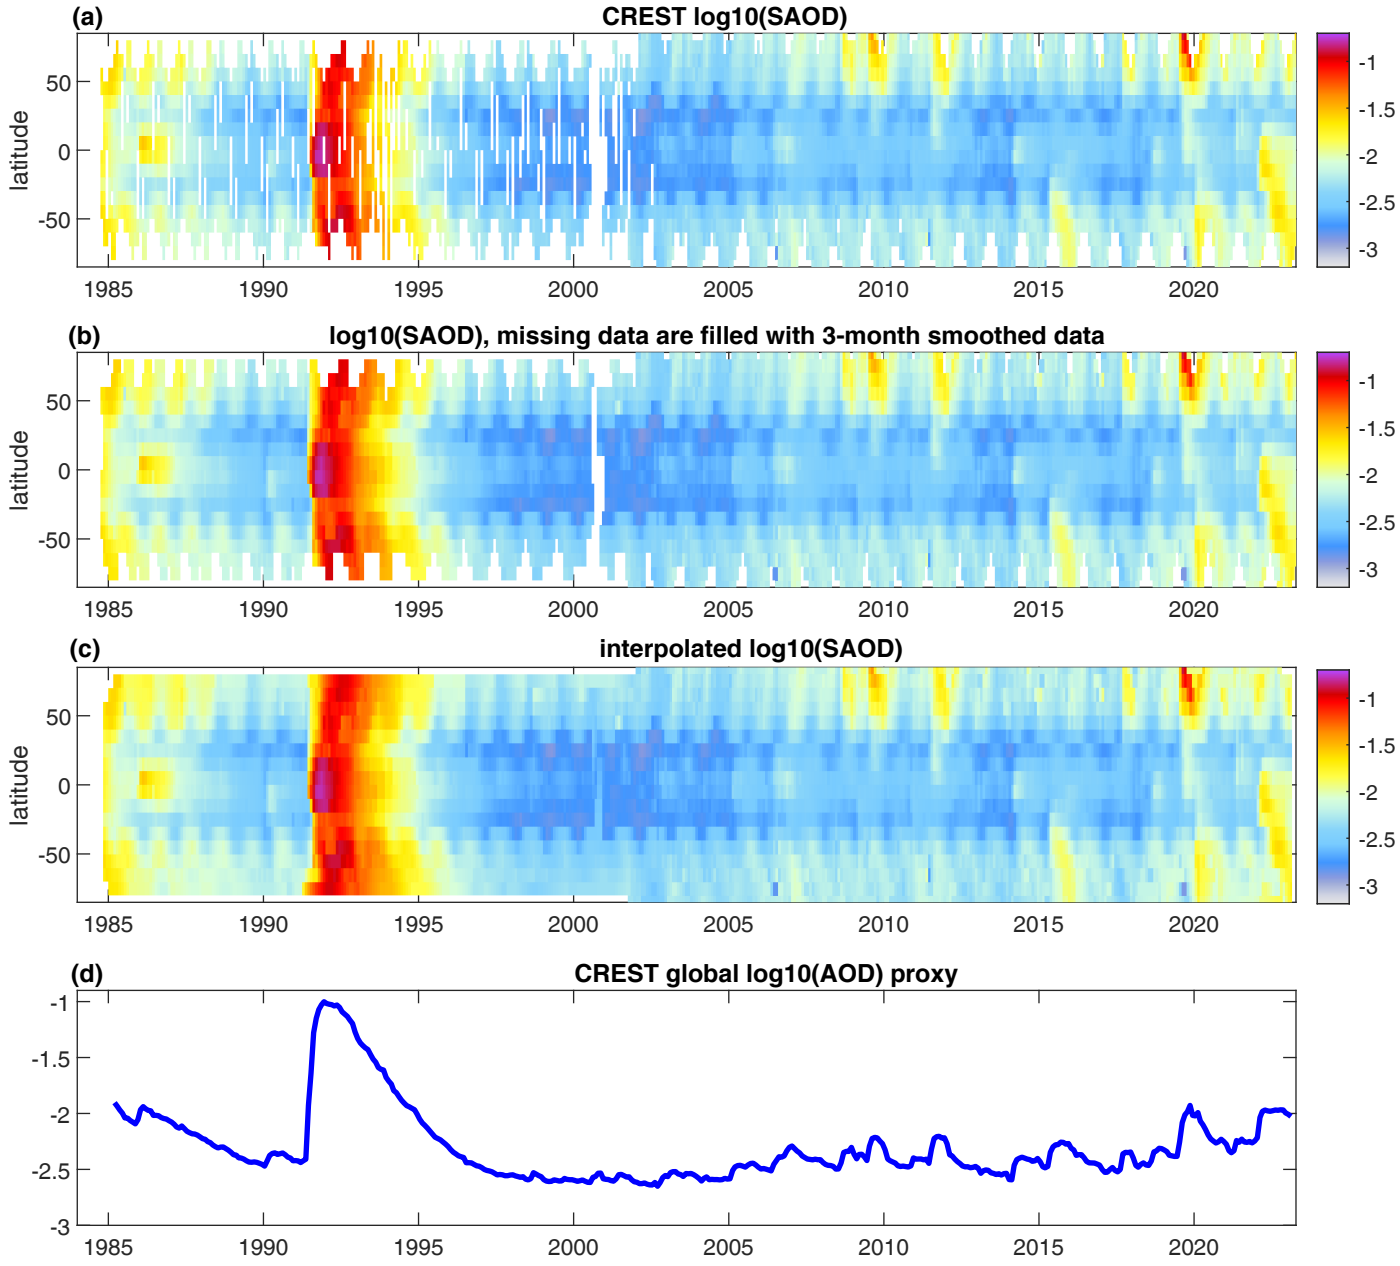 (a) CREST log10(SAOD)
latitude
50
0
-50
1985 1990 1995 2000 2005 2010 2015 2020
-1
-1.5
-2
-2.5
-3
(b) log10(SAOD), missing data are filled with 3-month smoothed data
latitude
50
0
-50
1985 1990 1995 2000 2005 2010 2015 2020
-1
-1.5
-2
-2.5
-3
(c) interpolated log10(SAOD)
latitude
50
0
-50
1985 1990 1995 2000 2005 2010 2015 2020
-1
-1.5
-2
-2.5
-3
(d) CREST global log10(AOD) proxy
-1
-1.5
-2
-2.5
-3
1985 1990 1995 2000 2005 2010 2015 2020